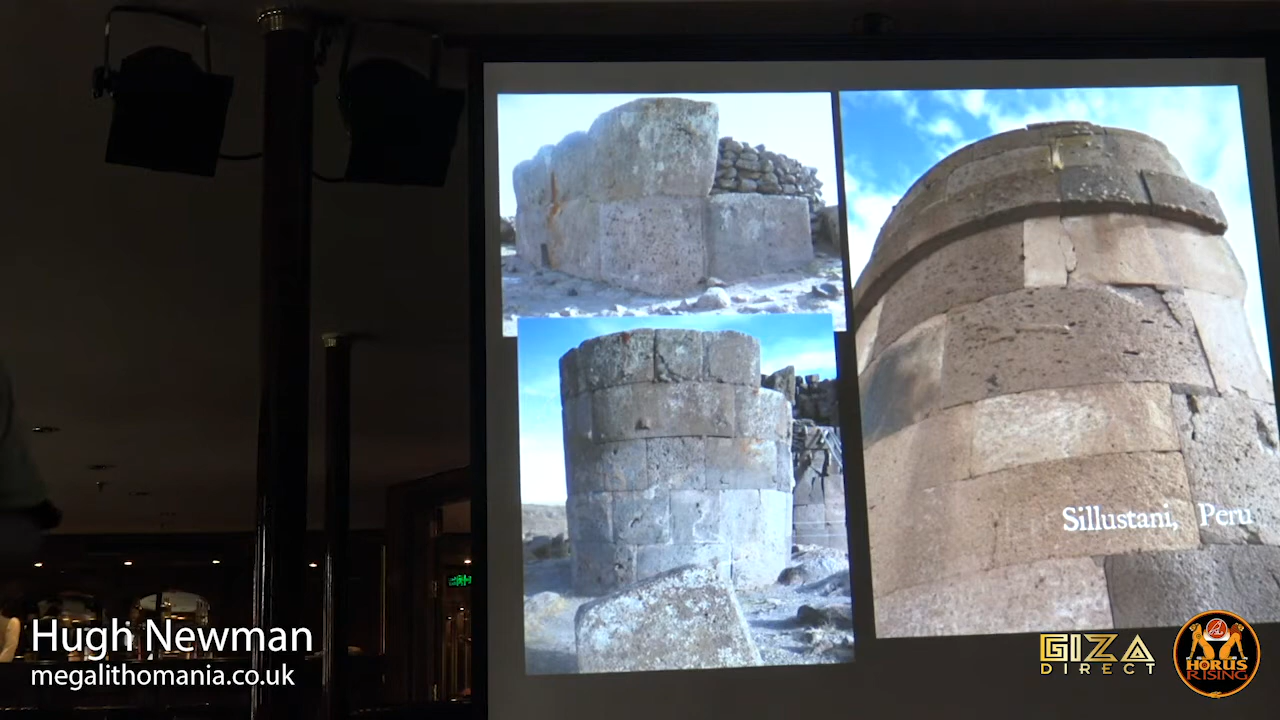 Sillustani, Peru
Hugh Newman
megalithomania.co.uk
GIZA
DIRECT
HORUS
RISING